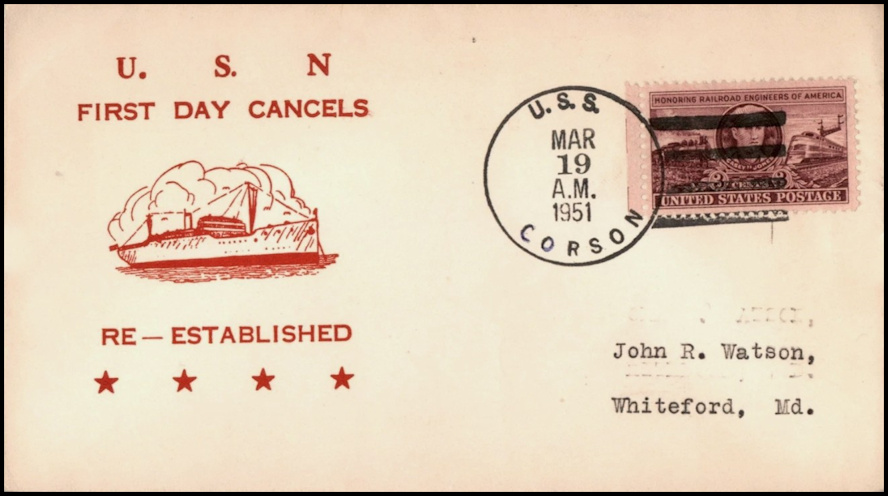 U. S. N
FIRST DAY CANCELS
RE—ESTABLISHED
U.S.S.
MAR
19
A.M.
1951
CORSON
HONORING RAILROAD ENGINEERS OF AMERICA
3 CENTS 3
UNITED STATES POSTAGE
John R. Watson,
Whiteford, Md.